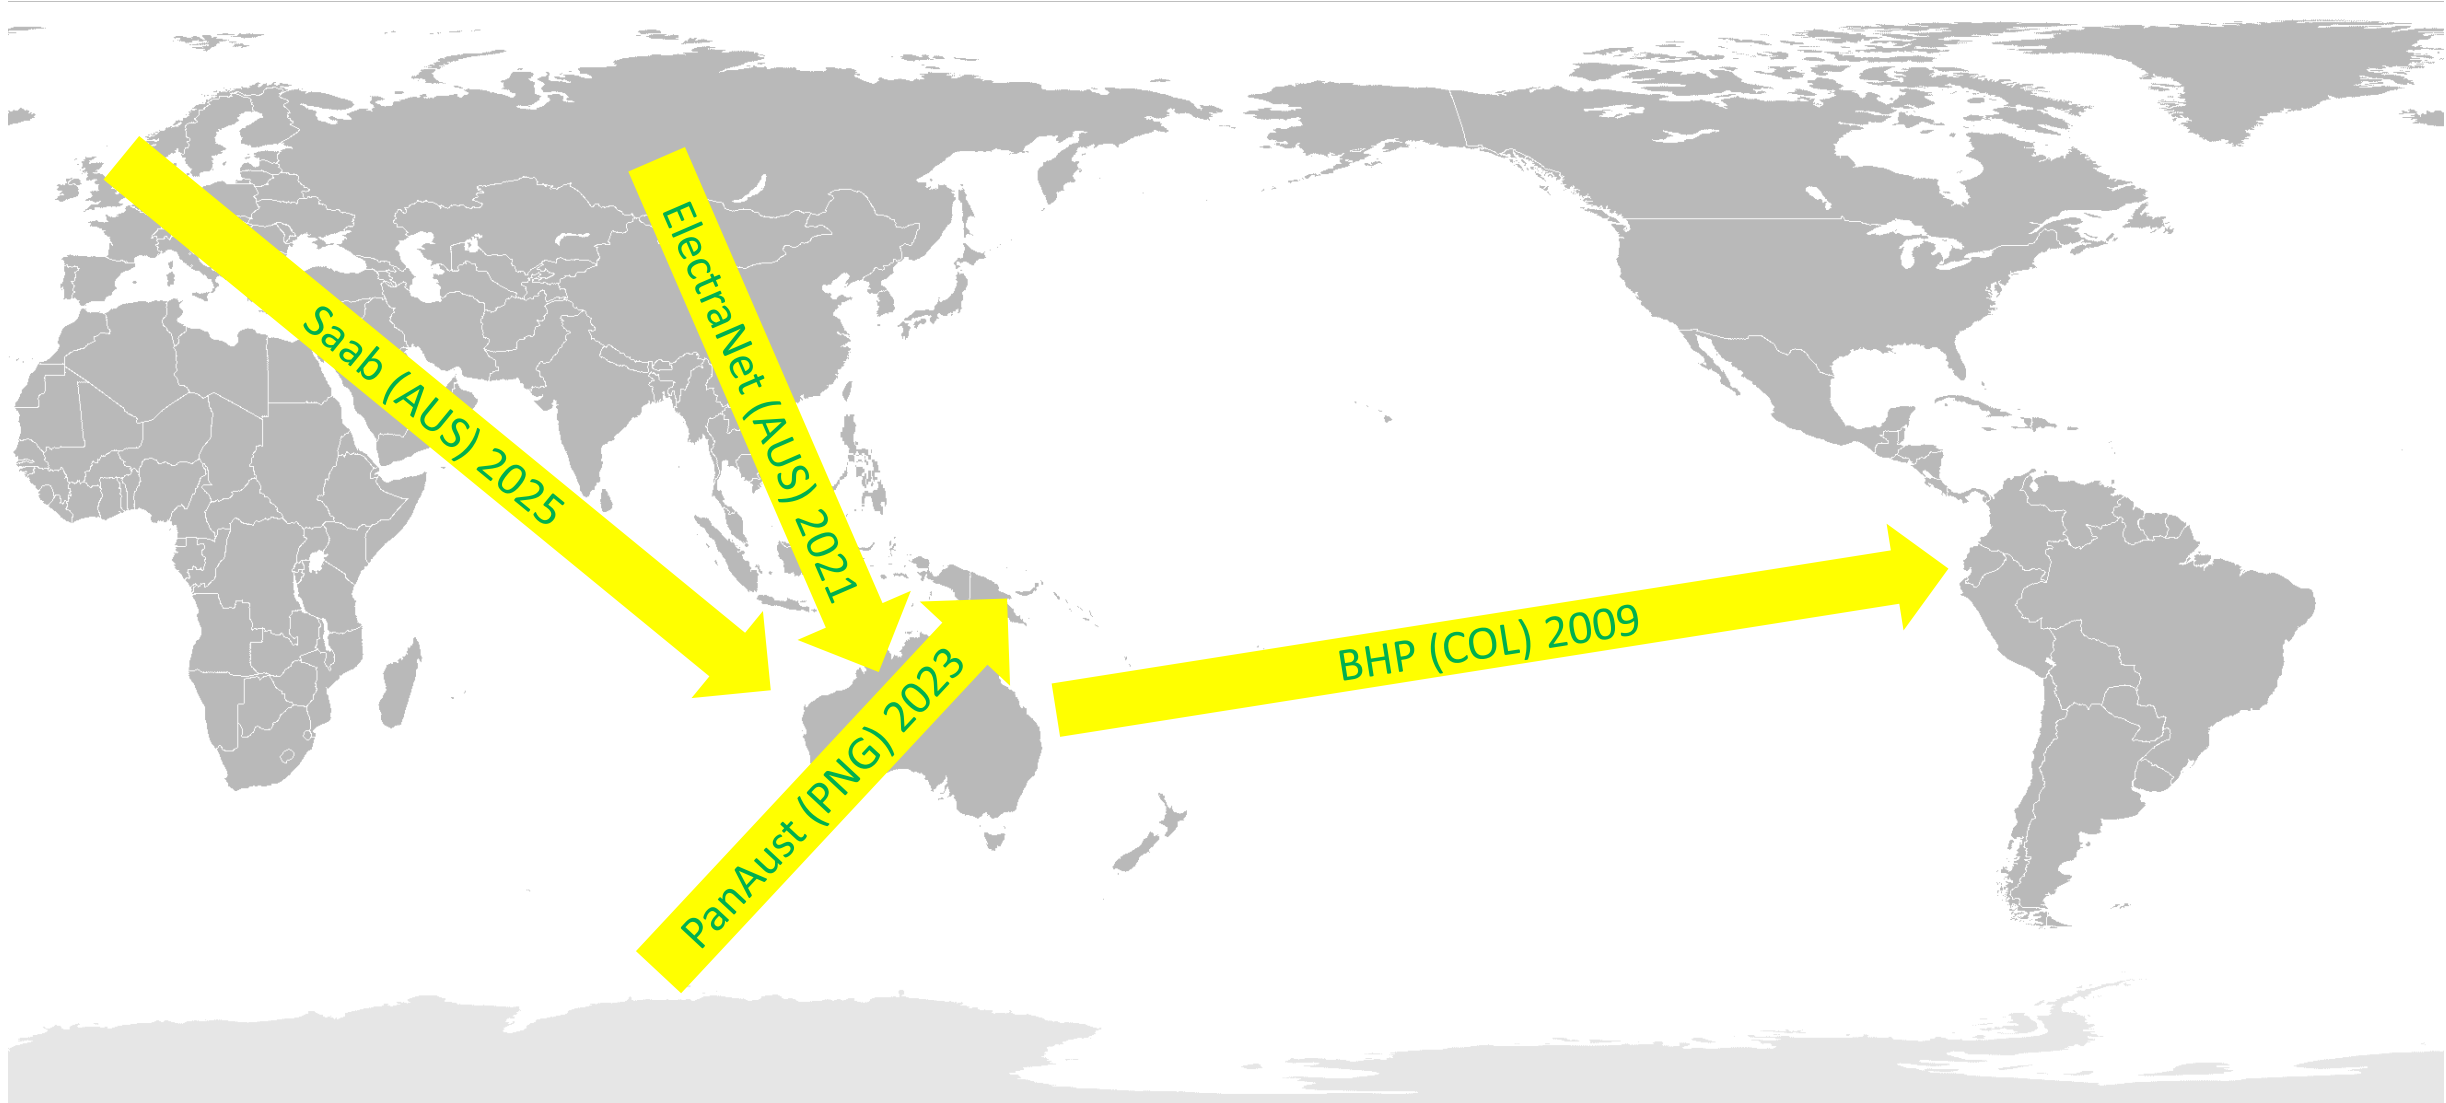 Saab (AUS) 2025
ElectraNet (AUS) 2021
PanAust (PNG) 2023
BHP (COL) 2009